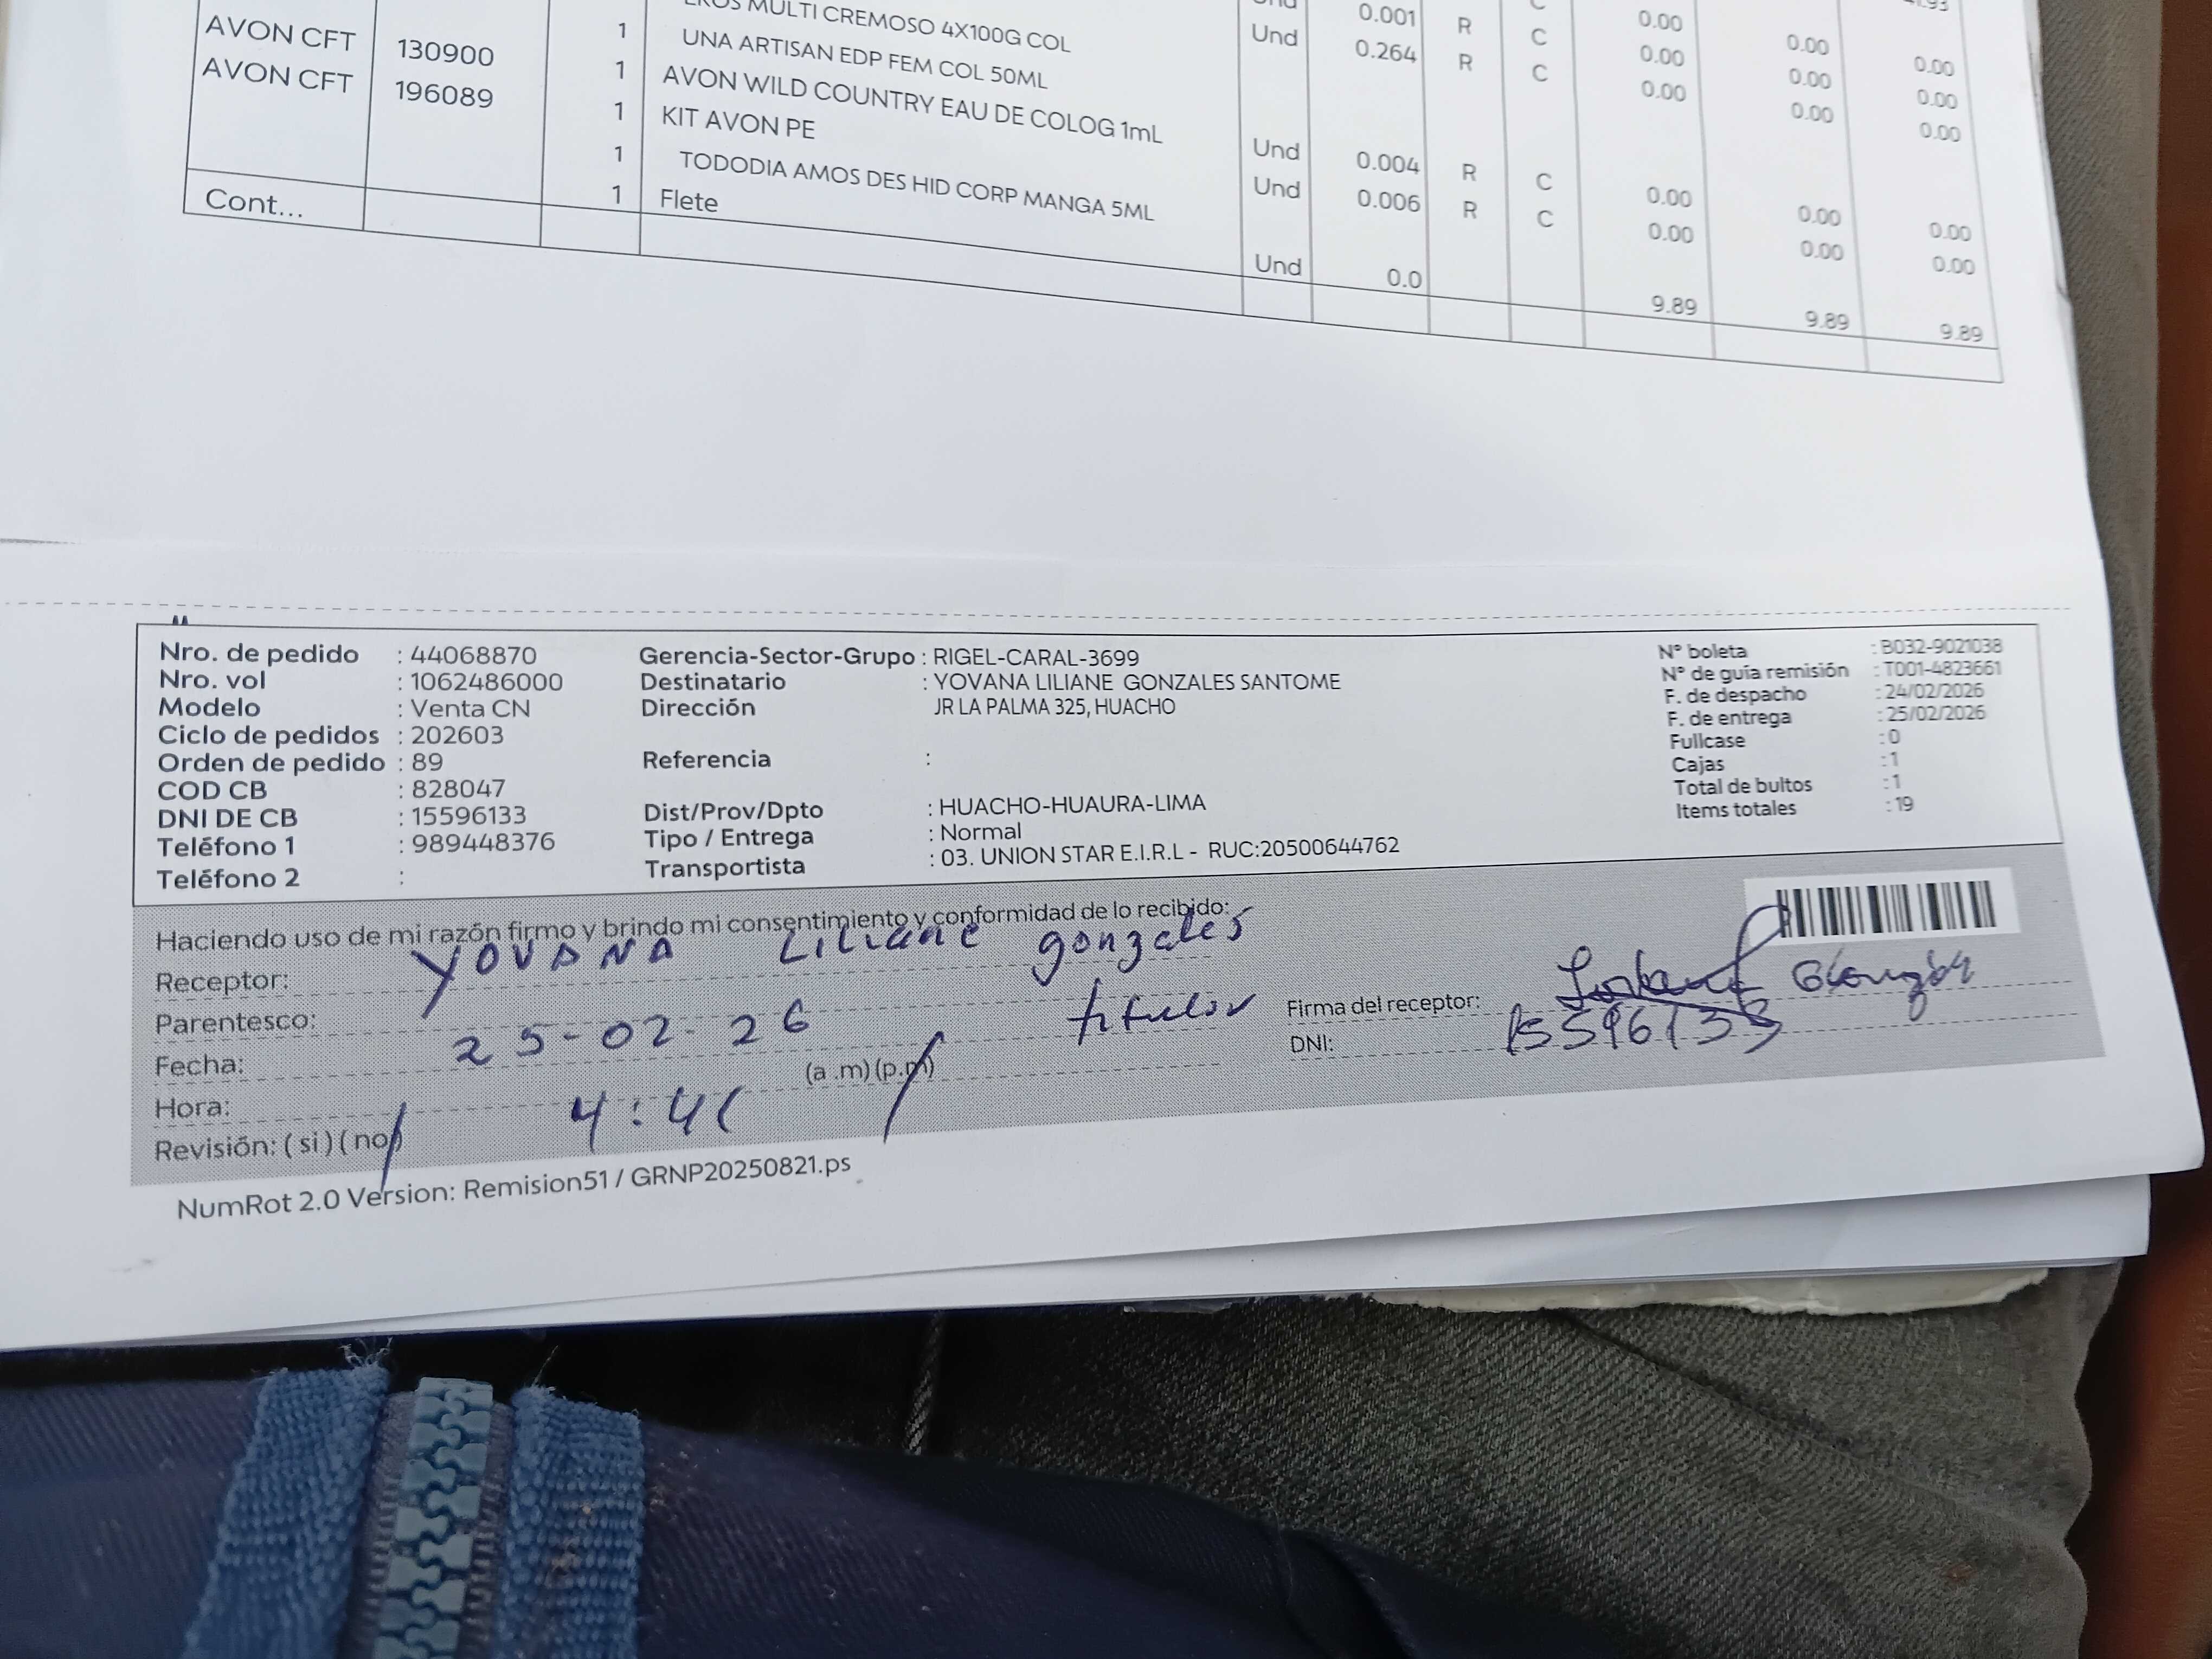 MULTI CREMOSO 4X100G COL
1 UNA ARTISAN EDP FEM COL 50ML Und 0.001 R C 0.00
AVON CFT 130900 1 AVON WILD COUNTRY EAU DE COLOG 1mL Und 0.264 R C 0.00 0.00 0.00
AVON CFT 196089 1 KIT AVON PE 0.00 0.00 0.00
1 TODODIA AMOS DES HID CORP MANGA 5ML Und 0.004 R C 0.00 0.00 0.00
1 Flete Und 0.006 R C 0.00 0.00 0.00
Cont... Und 0.0 9.89 9.89 9.89
Nro. de pedido : 44068870
Nro. vol : 1062486000
Modelo : Venta CN
Ciclo de pedidos : 202603
Orden de pedido : 89
COD CB : 828047
DNI DE CB : 15596133
Teléfono 1 : 989448376
Teléfono 2 :
Gerencia-Sector-Grupo : RIGEL-CARAL-3699
Destinatario : YOVANA LILIANE GONZALES SANTOME
Dirección JR LA PALMA 325, HUACHO
Referencia :
Dist/Prov/Dpto : HUACHO-HUAURA-LIMA
Tipo / Entrega : Normal
Transportista : 03. UNION STAR E.I.R.L - RUC:20500644762
N° boleta : B032-9021038
N° de guía remisión : T001-4823661
F. de despacho : 24/02/2026
F. de entrega : 25/02/2026
Fullcase : 0
Cajas : 1
Total de bultos : 1
Items totales : 19
Haciendo uso de mi razón firmo y brindo mi consentimiento y conformidad de lo recibido:
Receptor: YOVANA Liliane gonzales
Parentesco: titular
Fecha: 25-02-26
Hora: 4:41 (a .m) (p.m)
Revisión: ( si ) ( no )
Firma del receptor:
DNI: 15596133
NumRot 2.0 Version: Remision51 / GRNP20250821.ps